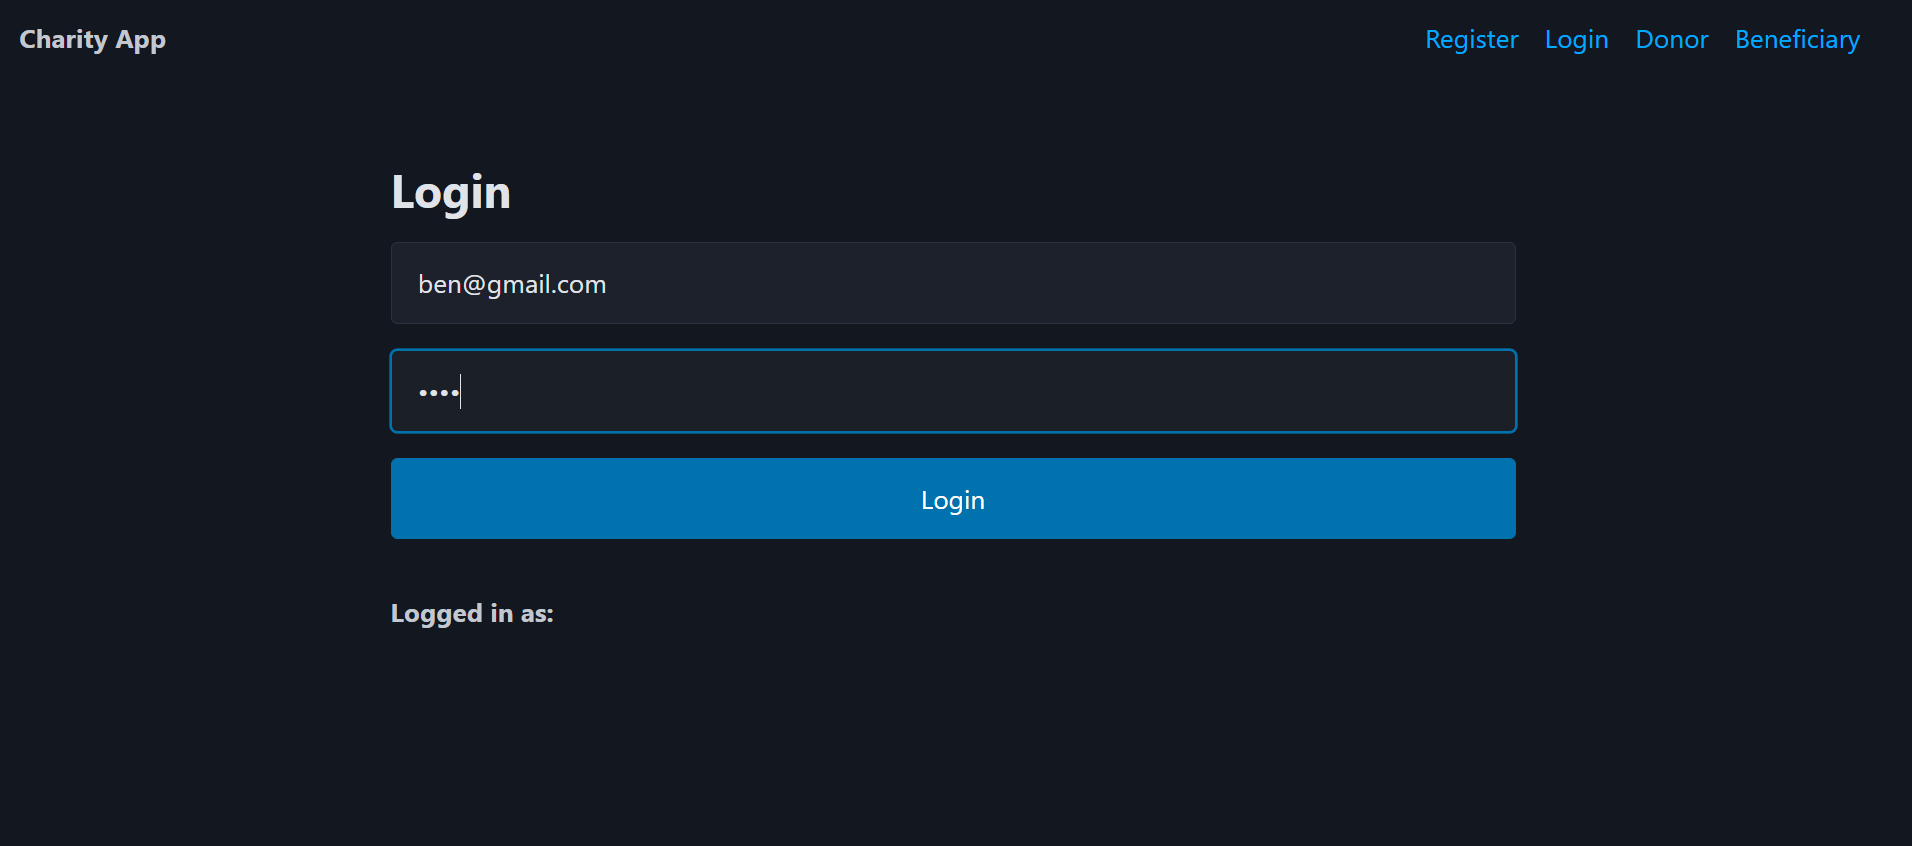 Charity App
Register Login Donor Beneficiary
Login
ben@gmail.com
••••
Login
Logged in as: